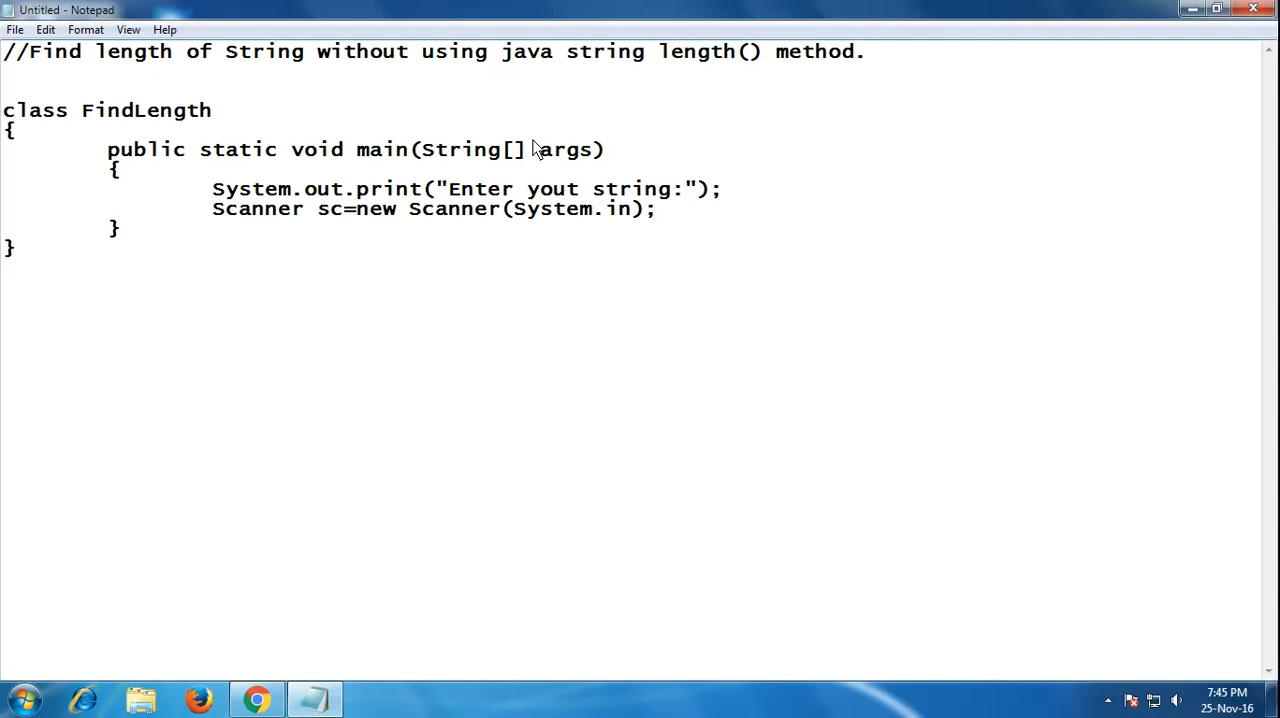 Untitled - Notepad
File Edit Format View Help
//Find length of String without using java string length() method.
class FindLength
{
public static void main(String[] args)
{
System.out.print("Enter yout string:");
Scanner sc=new Scanner(System.in);
}
}
7:45 PM
25-Nov-16